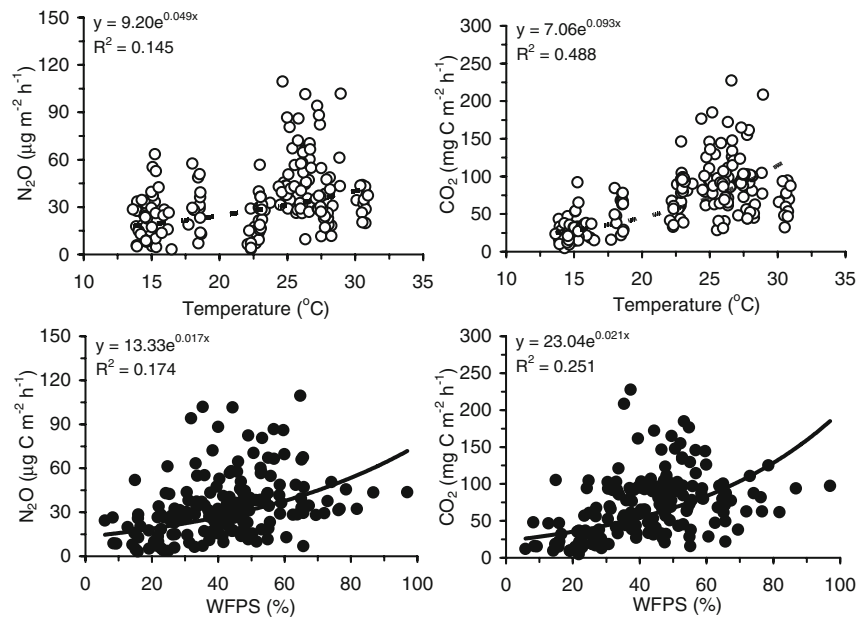 y = 9.20e^0.049x
R² = 0.145
N₂O (µg m⁻² h⁻¹)
150
120
90
60
30
0
10 15 20 25 30 35
Temperature (°C)
y = 7.06e^0.093x
R² = 0.488
CO₂ (mg C m⁻² h⁻¹)
300
250
200
150
100
50
0
10 15 20 25 30 35
Temperature (°C)
y = 13.33e^0.017x
R² = 0.174
N₂O (µg C m⁻² h⁻¹)
150
120
90
60
30
0
0 20 40 60 80 100
WFPS (%)
y = 23.04e^0.021x
R² = 0.251
CO₂ (mg C m⁻² h⁻¹)
300
250
200
150
100
50
0
0 20 40 60 80 100
WFPS (%)